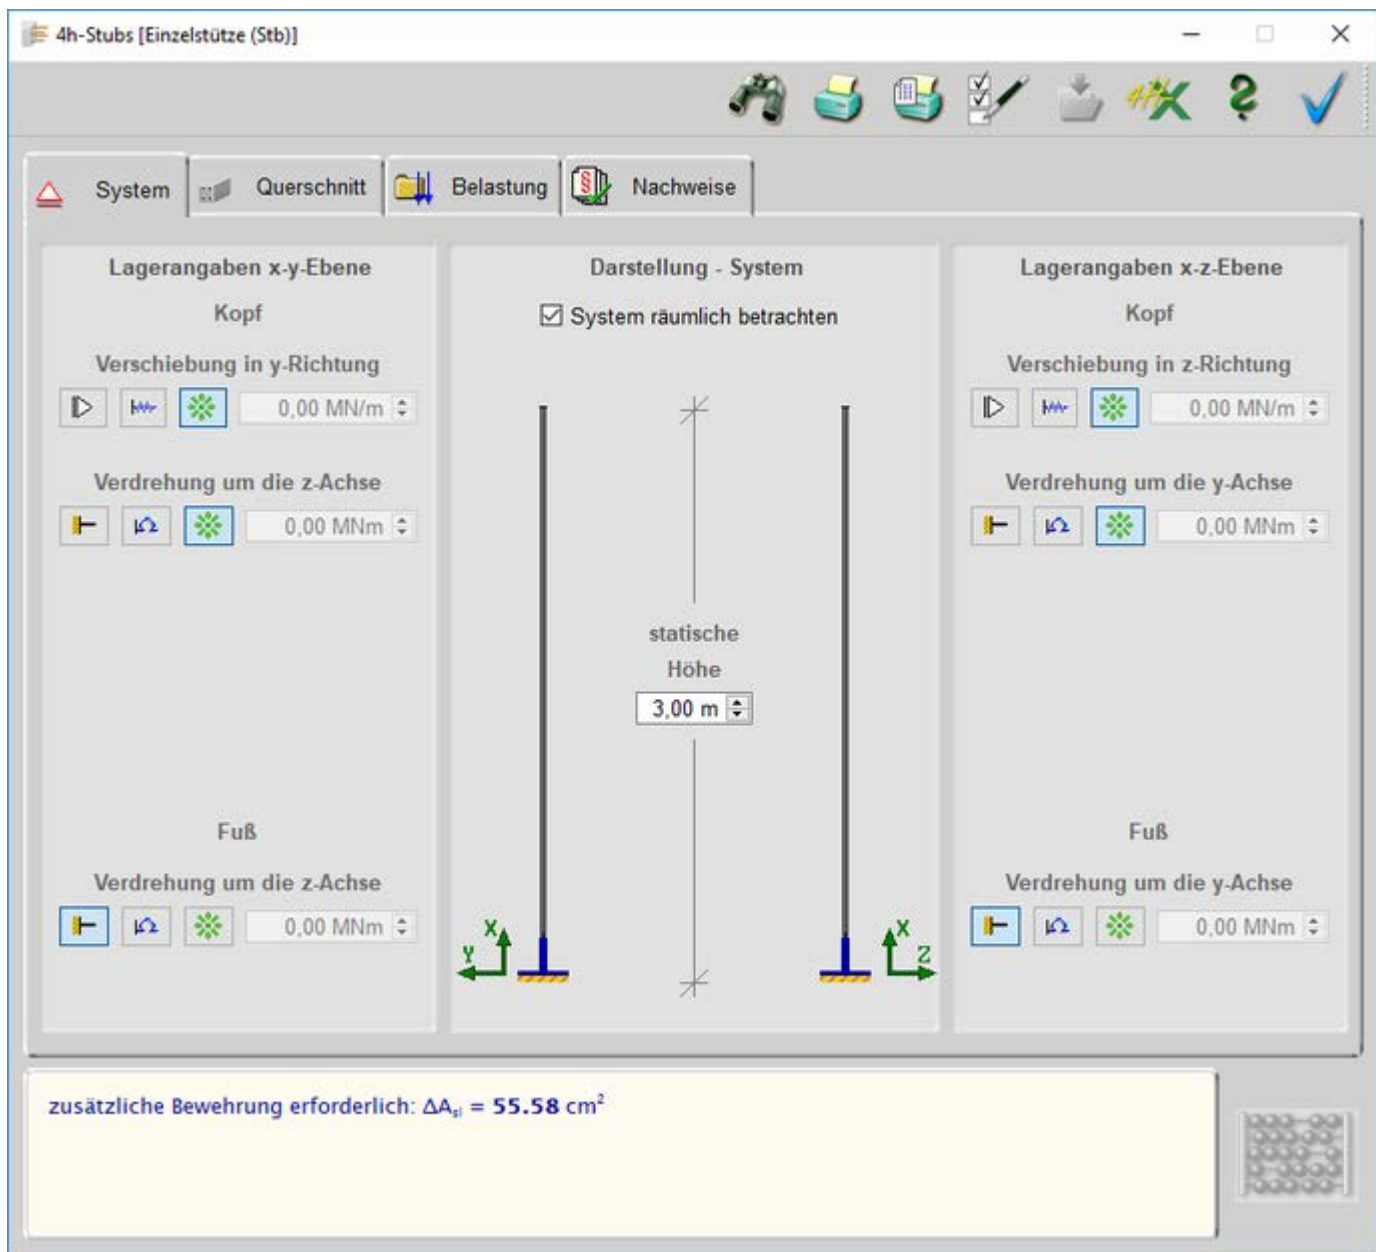 4h-Stubs [Einzelstütze (Stb)]
System
Querschnitt
Belastung
Nachweise
Lagerangaben x-y-Ebene
Kopf
Verschiebung in y-Richtung
0,00 MN/m
Verdrehung um die z-Achse
0,00 MNm
Fuß
Verdrehung um die z-Achse
0,00 MNm
Darstellung - System
System räumlich betrachten
statische
Höhe
3,00 m
X
Y
X
Z
Lagerangaben x-z-Ebene
Kopf
Verschiebung in z-Richtung
0,00 MN/m
Verdrehung um die y-Achse
0,00 MNm
Fuß
Verdrehung um die y-Achse
0,00 MNm
zusätzliche Bewehrung erforderlich: ΔAsl = 55.58 cm²